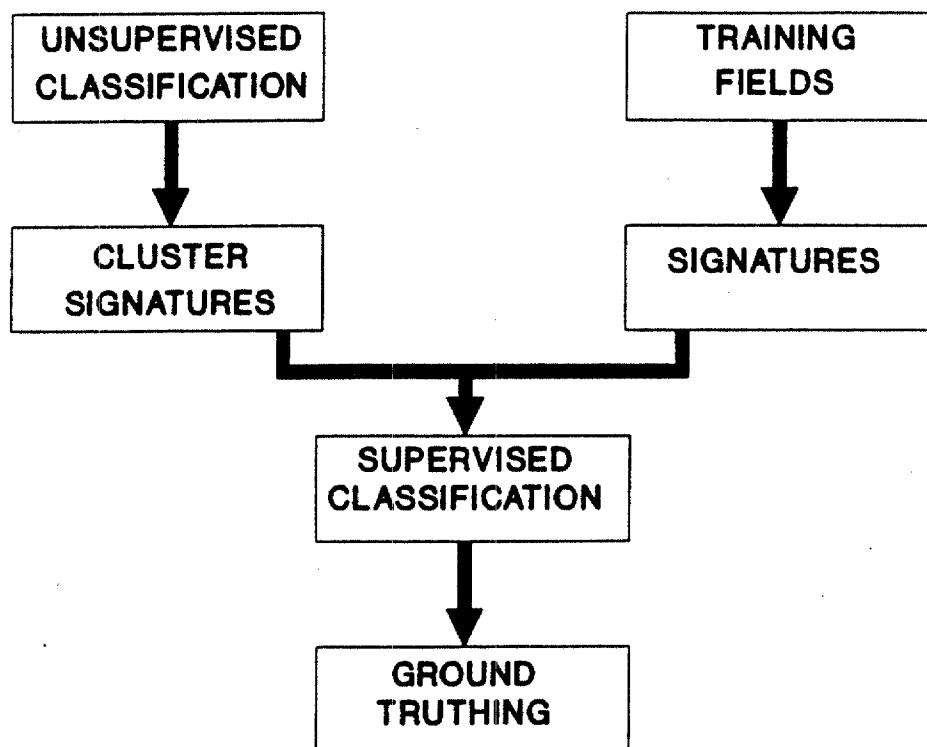 UNSUPERVISED
CLASSIFICATION
TRAINING
FIELDS
CLUSTER
SIGNATURES
SIGNATURES
SUPERVISED
CLASSIFICATION
GROUND
TRUTHING